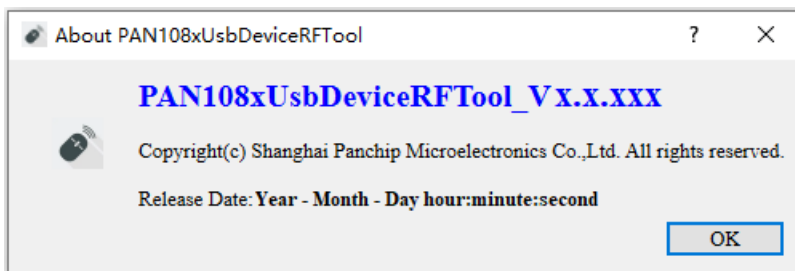 About PAN108xUsbDeviceRFTool ? ×
PAN108xUsbDeviceRFTool_Vx.x.xxx
Copyright(c) Shanghai Panchip Microelectronics Co.,Ltd. All rights reserved.
Release Date:Year - Month - Day hour:minute:second
OK